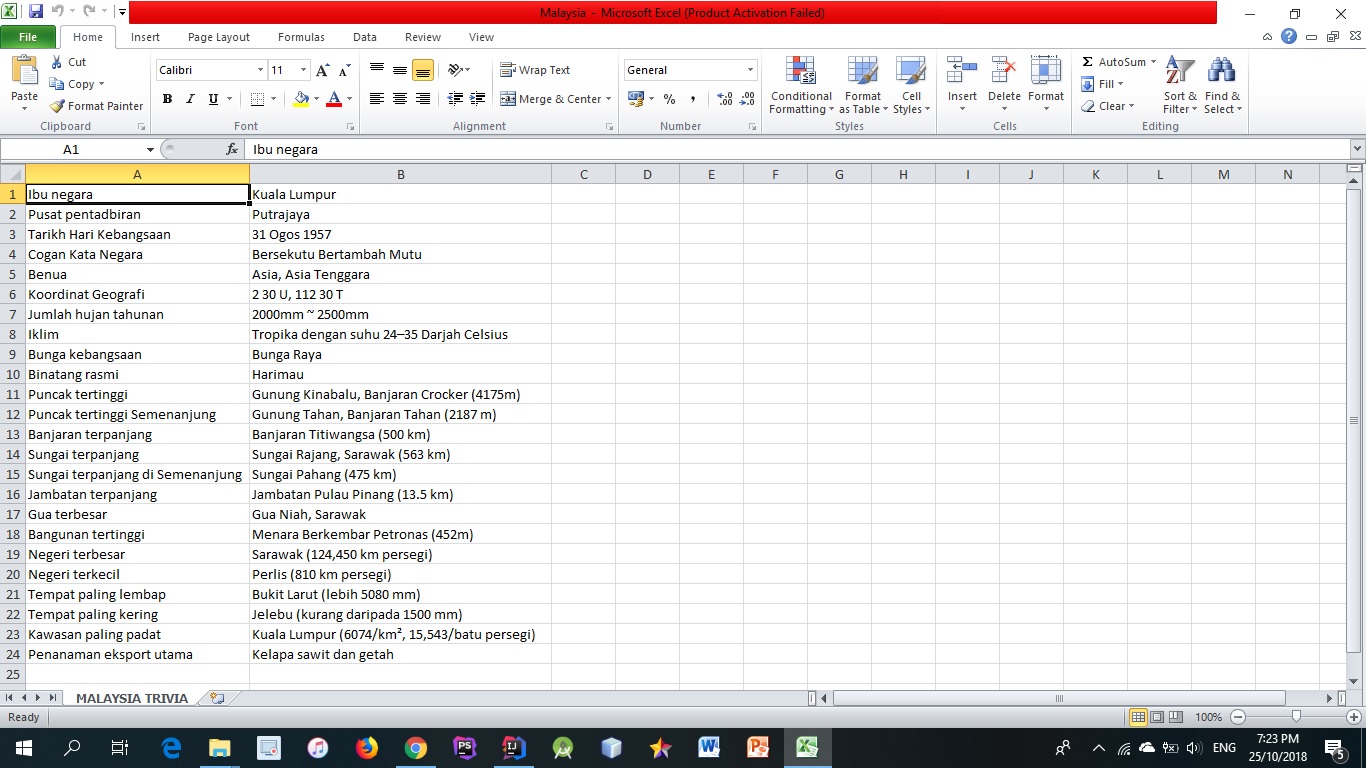 Malaysia - Microsoft Excel (Product Activation Failed)
File Home Insert Page Layout Formulas Data Review View
Paste
Cut
Copy
Format Painter
Clipboard
Calibri 11
B I U
Font
Wrap Text
Merge & Center
Alignment
General
% ,
Number
Conditional Formatting
Format as Table
Cell Styles
Styles
Insert Delete Format
Cells
Σ AutoSum
Fill
Clear
Sort & Filter
Find & Select
Editing
A1 fx Ibu negara
A B C D E F G H I J K L M N
1 Ibu negara Kuala Lumpur
2 Pusat pentadbiran Putrajaya
3 Tarikh Hari Kebangsaan 31 Ogos 1957
4 Cogan Kata Negara Bersekutu Bertambah Mutu
5 Benua Asia, Asia Tenggara
6 Koordinat Geografi 2 30 U, 112 30 T
7 Jumlah hujan tahunan 2000mm ~ 2500mm
8 Iklim Tropika dengan suhu 24–35 Darjah Celsius
9 Bunga kebangsaan Bunga Raya
10 Binatang rasmi Harimau
11 Puncak tertinggi Gunung Kinabalu, Banjaran Crocker (4175m)
12 Puncak tertinggi Semenanjung Gunung Tahan, Banjaran Tahan (2187 m)
13 Banjaran terpanjang Banjaran Titiwangsa (500 km)
14 Sungai terpanjang Sungai Rajang, Sarawak (563 km)
15 Sungai terpanjang di Semenanjung Sungai Pahang (475 km)
16 Jambatan terpanjang Jambatan Pulau Pinang (13.5 km)
17 Gua terbesar Gua Niah, Sarawak
18 Bangunan tertinggi Menara Berkembar Petronas (452m)
19 Negeri terbesar Sarawak (124,450 km persegi)
20 Negeri terkecil Perlis (810 km persegi)
21 Tempat paling lembap Bukit Larut (lebih 5080 mm)
22 Tempat paling kering Jelebu (kurang daripada 1500 mm)
23 Kawasan paling padat Kuala Lumpur (6074/km², 15,543/batu persegi)
24 Penanaman eksport utama Kelapa sawit dan getah
25
MALAYSIA TRIVIA
Ready 100%
ENG
7:23 PM
25/10/2018
5